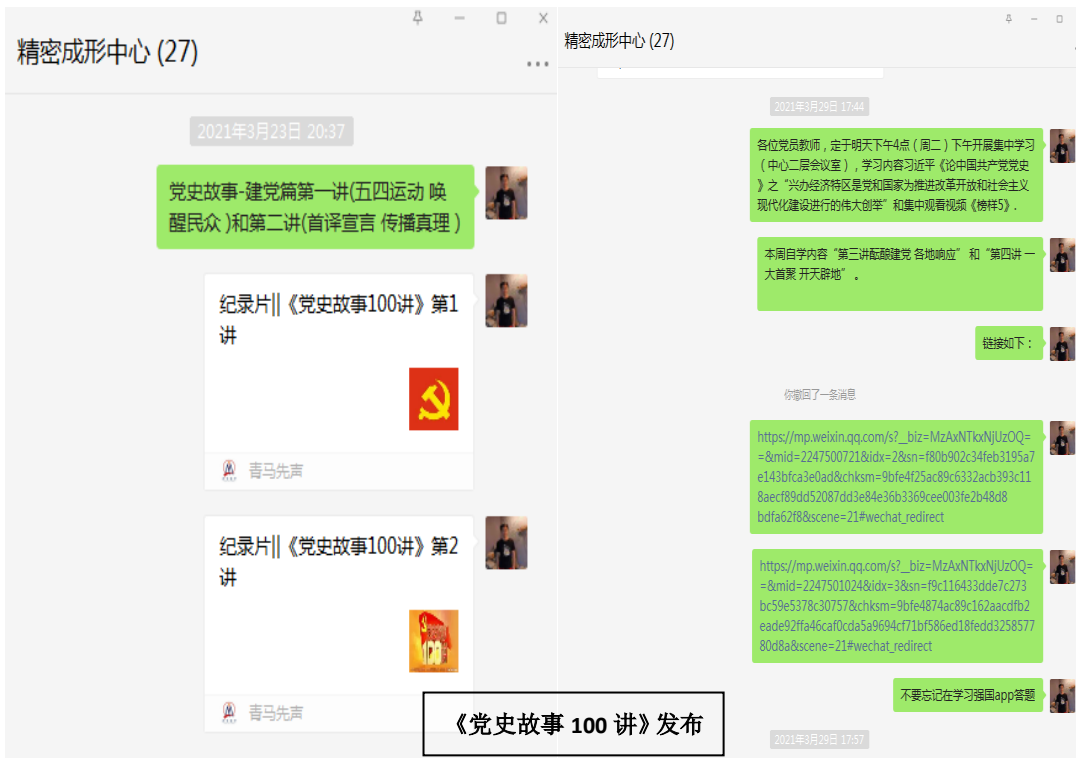 精密成形中心 (27)
2021年3月23日 20:37
党史故事-建党篇第一讲(五四运动 唤
醒民众 )和第二讲(首译宣言 传播真理 )
纪录片||《党史故事100讲》第1
讲
青马先声
纪录片||《党史故事100讲》第2
讲
青马先声
精密成形中心 (27)
2021年3月29日 17:44
各位党员教师，定于明天下午4点（周二）下午开展集中学习
（中心二层会议室），学习内容习近平《论中国共产党党史
》之“兴办经济特区是党和国家为推进改革开放和社会主义
现代化建设进行的伟大创举”和集中观看视频《榜样5》.
本周自学内容“第三讲酝酿建党 各地响应” 和“第四讲 一
大首聚 开天辟地” 。
链接如下：
你撤回了一条消息
https://mp.weixin.qq.com/s?__biz=MzAxNTkxNjUzOQ=
=&mid=2247500721&idx=2&sn=f80b902c34feb3195a7
e143bfca3e0ad&chksm=9bfe4f25ac89c6332acb393c11
8aecf89dd52087dd3e84e36b3369cee003fe2b48d8
bdfa62f8&scene=21#wechat_redirect
https://mp.weixin.qq.com/s?__biz=MzAxNTkxNjUzOQ=
=&mid=2247501024&idx=3&sn=f9c116433dde7c273
bc59e5378c30757&chksm=9bfe4874ac89c162aacdfb2
eade92ffa46caf0cda5a9694cf71bf586ed18fedd3258577
80d8a&scene=21#wechat_redirect
不要忘记在学习强国app答题
2021年3月29日 17:57
《党史故事 100 讲》发布